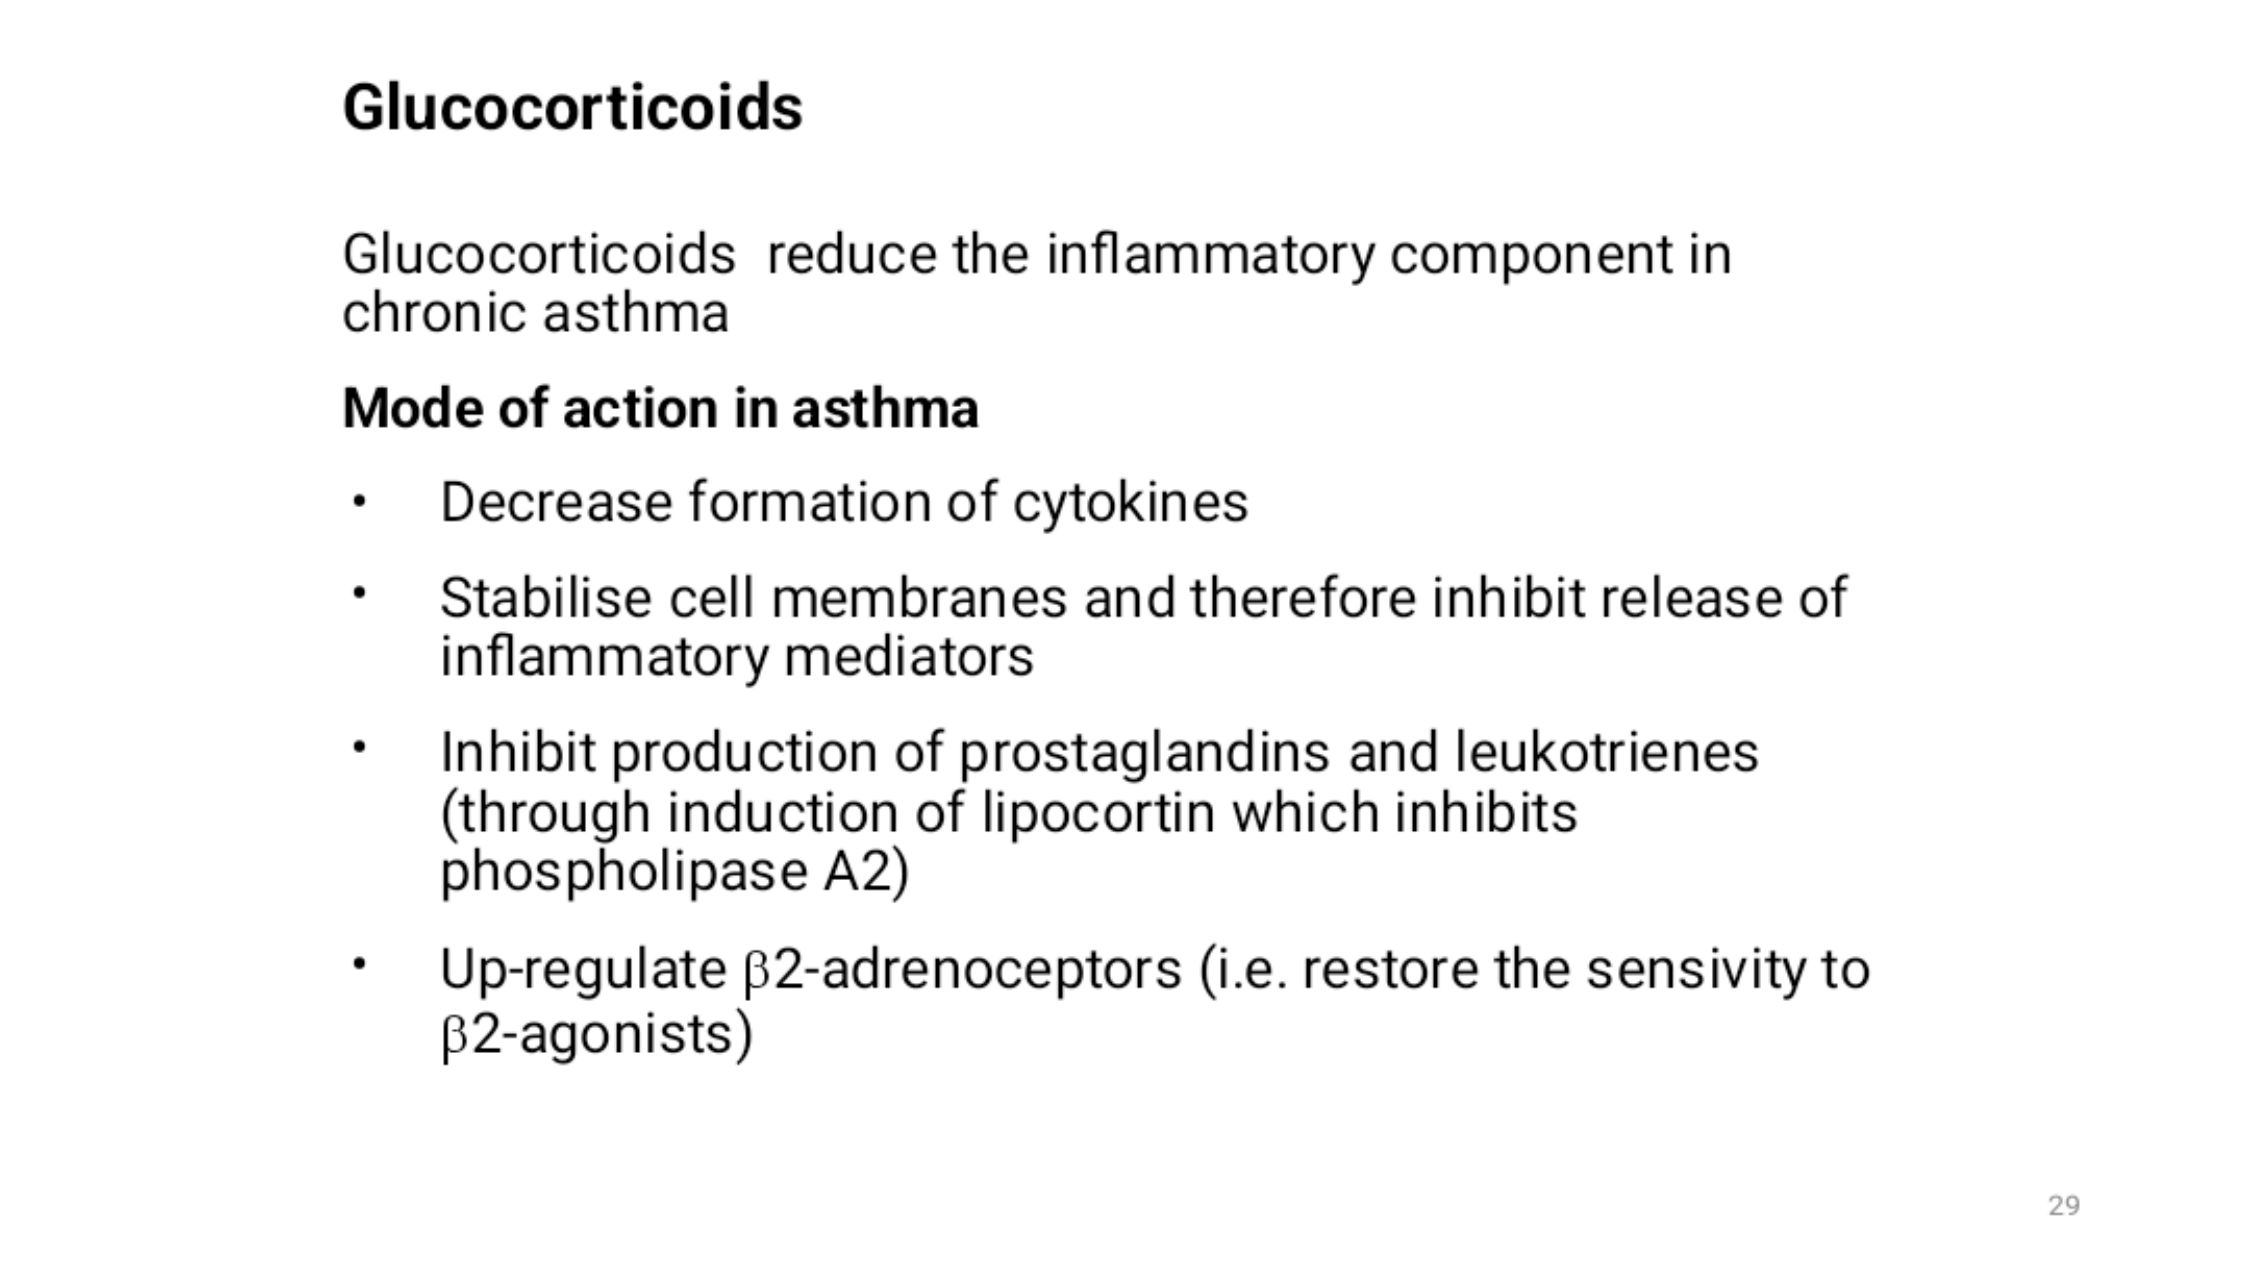 Glucocorticoids
Glucocorticoids  reduce the inflammatory component in
chronic asthma
Mode of action in asthma
• Decrease formation of cytokines
• Stabilise cell membranes and therefore inhibit release of
inflammatory mediators
• Inhibit production of prostaglandins and leukotrienes
(through induction of lipocortin which inhibits
phospholipase A2)
• Up-regulate β2-adrenoceptors (i.e. restore the sensivity to
β2-agonists)
29